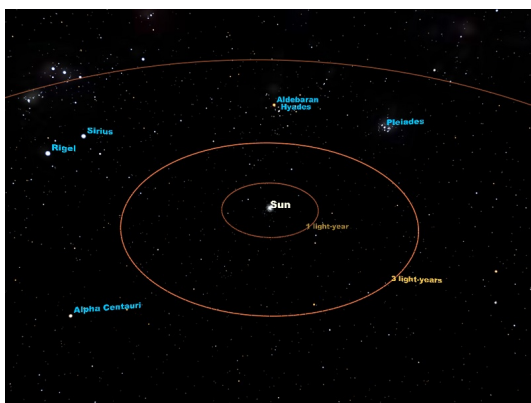 Aldebaran
Hyades
Pleiades
Sirius
Rigel
Sun
1 light-year
3 light-years
Alpha Centauri